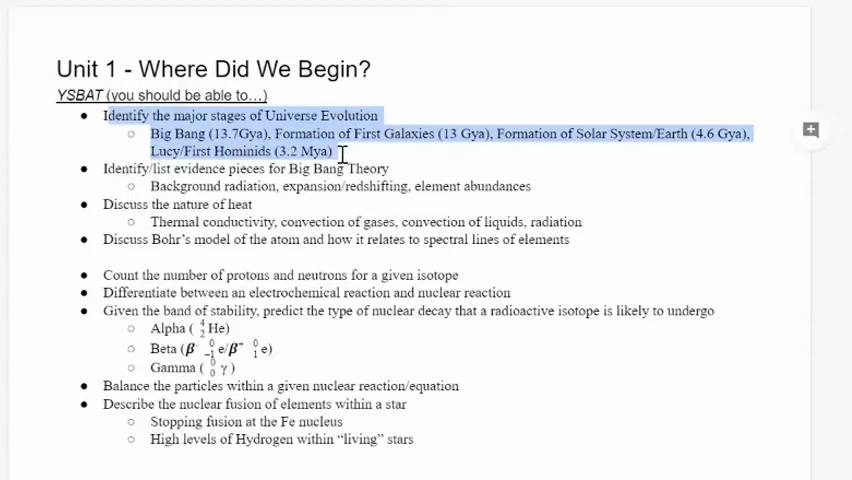 Unit 1 - Where Did We Begin?
YSBAT (you should be able to…)
● Identify the major stages of Universe Evolution
○ Big Bang (13.7Gya), Formation of First Galaxies (13 Gya), Formation of Solar System/Earth (4.6 Gya),
Lucy/First Hominids (3.2 Mya)
● Identify/list evidence pieces for Big Bang Theory
○ Background radiation, expansion/redshifting, element abundances
● Discuss the nature of heat
○ Thermal conductivity, convection of gases, convection of liquids, radiation
● Discuss Bohr's model of the atom and how it relates to spectral lines of elements
● Count the number of protons and neutrons for a given isotope
● Differentiate between an electrochemical reaction and nuclear reaction
● Given the band of stability, predict the type of nuclear decay that a radioactive isotope is likely to undergo
○ Alpha ( ⁴₂He)
○ Beta (β⁻ ⁰₋₁e/β⁺ ⁰₁e)
○ Gamma ( ⁰₀γ )
● Balance the particles within a given nuclear reaction/equation
● Describe the nuclear fusion of elements within a star
○ Stopping fusion at the Fe nucleus
○ High levels of Hydrogen within “living” stars